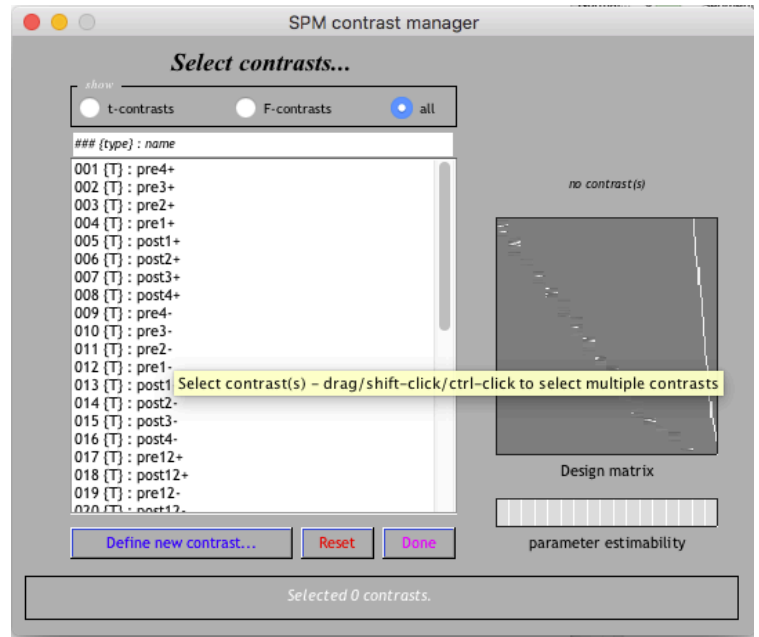 SPM contrast manager
Select contrasts...
show
t-contrasts F-contrasts all
### {type} : name
001 {T} : pre4+
002 {T} : pre3+
003 {T} : pre2+
004 {T} : pre1+
005 {T} : post1+
006 {T} : post2+
007 {T} : post3+
008 {T} : post4+
009 {T} : pre4-
010 {T} : pre3-
011 {T} : pre2-
012 {T} : pre1-
013 {T} : post1
Select contrast(s) – drag/shift-click/ctrl-click to select multiple contrasts
014 {T} : post2-
015 {T} : post3-
016 {T} : post4-
017 {T} : pre12+
018 {T} : post12+
019 {T} : pre12-
020 {T} : post12-
no contrast(s)
Design matrix
parameter estimability
Define new contrast... Reset Done
Selected 0 contrasts.